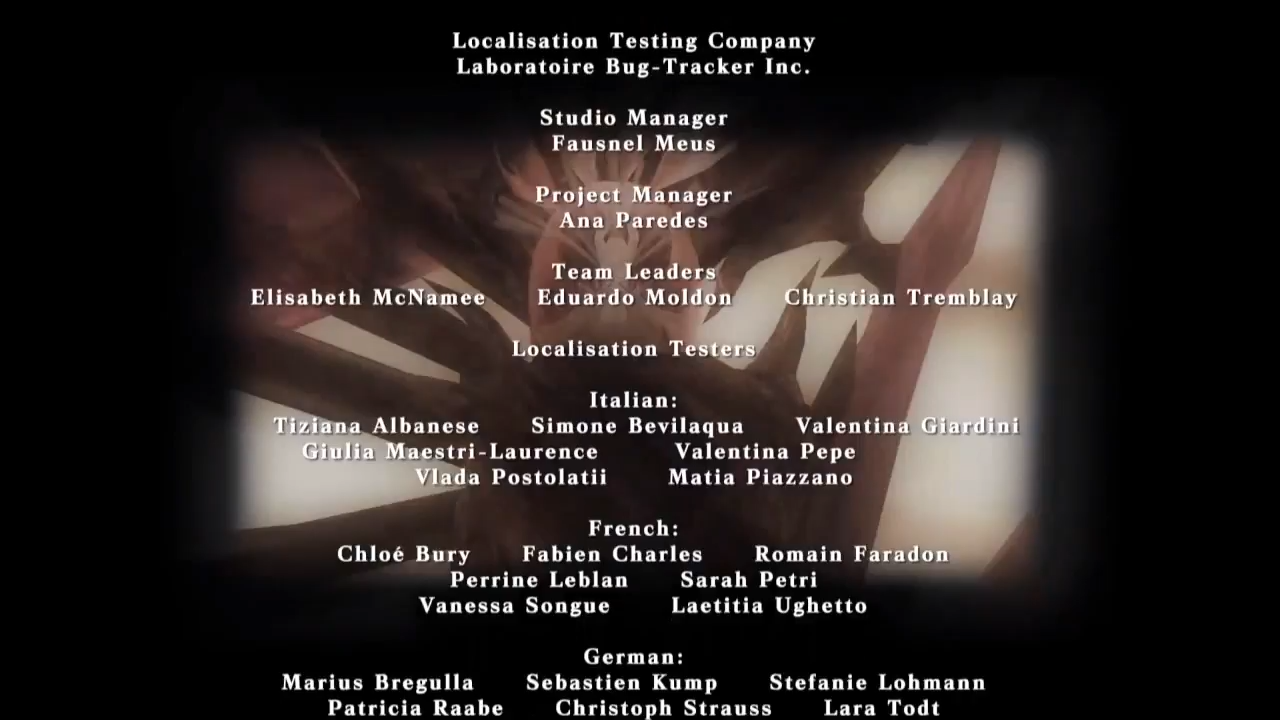 Localisation Testing Company
Laboratoire Bug-Tracker Inc.
Studio Manager
Fausnel Meus
Project Manager
Ana Paredes
Team Leaders
Elisabeth McNamee Eduardo Moldon Christian Tremblay
Localisation Testers
Italian:
Tiziana Albanese Simone Bevilaqua Valentina Giardini
Giulia Maestri-Laurence Valentina Pepe
Vlada Postolatii Matia Piazzano
French:
Chloé Bury Fabien Charles Romain Faradon
Perrine Leblan Sarah Petri
Vanessa Songue Laetitia Ughetto
German:
Marius Bregulla Sebastien Kump Stefanie Lohmann
Patricia Raabe Christoph Strauss Lara Todt